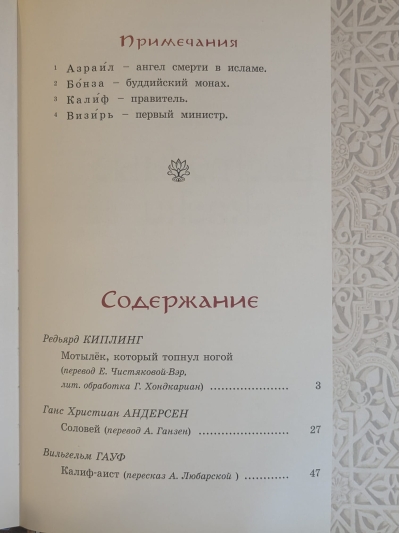 Примечания
1 Азраи́л – ангел смерти в исламе.
2 Бо́нза – буддийский монах.
3 Кали́ф – правитель.
4 Визи́рь – первый министр.
Содержание
Редьярд КИПЛИНГ
Мотылёк, который топнул ногой
(перевод Е. Чистяковой-Вэр,
лит. обработка Г. Хондкариан) ..................... 3
Ганс Христиан АНДЕРСЕН
Соловей (перевод А. Ганзен) ........................ 27
Вильгельм ГАУФ
Калиф-аист (пересказ А. Любарской ) ............ 47